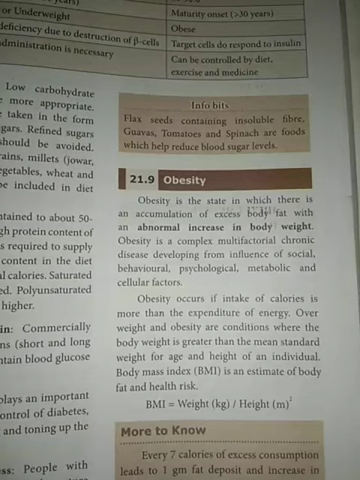 or Underweight
Maturity onset (>30 years)
Obese
deficiency due to destruction of β-cells
Target cells do respond to insulin
administration is necessary
Can be controlled by diet,
exercise and medicine
Low carbohydrate
more appropriate.
taken in the form
Refined sugars
should be avoided.
millets (jowar,
wheat and
be included in diet
to about 50-
protein content of
is required to supply
content in the diet
calories. Saturated
Polyunsaturated
higher.
in: Commercially
(short and long
blood glucose
plays an important
control of diabetes,
and toning up the
People with
Info bits
Flax seeds containing insoluble fibre,
Guavas, Tomatoes and Spinach are foods
which help reduce blood sugar levels.
21.9 Obesity
Obesity is the state in which there is
an accumulation of excess body fat with
an abnormal increase in body weight.
Obesity is a complex multifactorial chronic
disease developing from influence of social,
behavioural, psychological, metabolic and
cellular factors.
Obesity occurs if intake of calories is
more than the expenditure of energy. Over
weight and obesity are conditions where the
body weight is greater than the mean standard
weight for age and height of an individual.
Body mass index (BMI) is an estimate of body
fat and health risk.
BMI = Weight (kg) / Height (m)²
More to Know
Every 7 calories of excess consumption
leads to 1 gm fat deposit and increase in